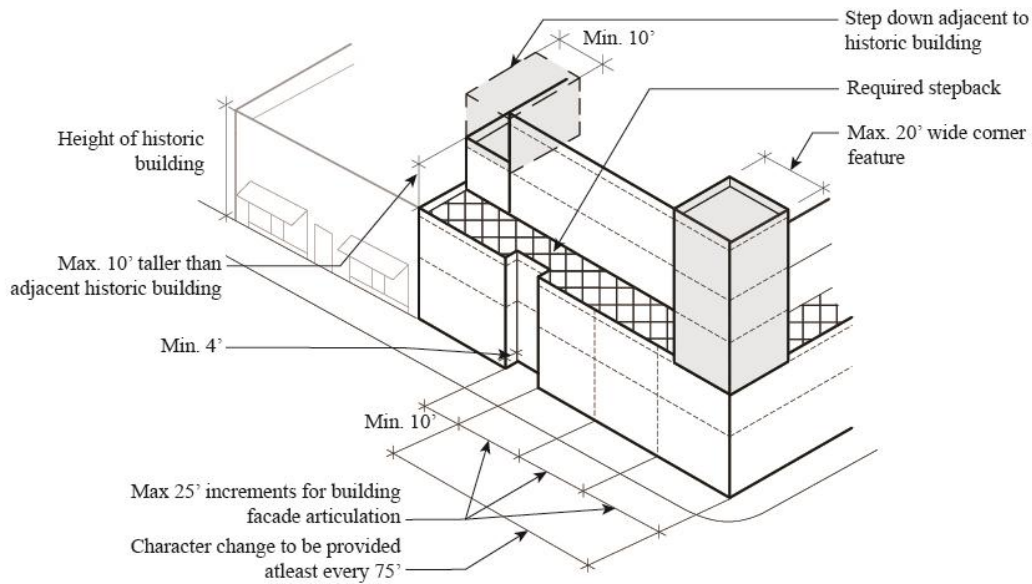 Step down adjacent to
historic building
Min. 10’
Required stepback
Max. 20’ wide corner
feature
Height of historic
building
Max. 10’ taller than
adjacent historic building
Min. 4’
Min. 10’
Max 25’ increments for building
facade articulation
Character change to be provided
atleast every 75’